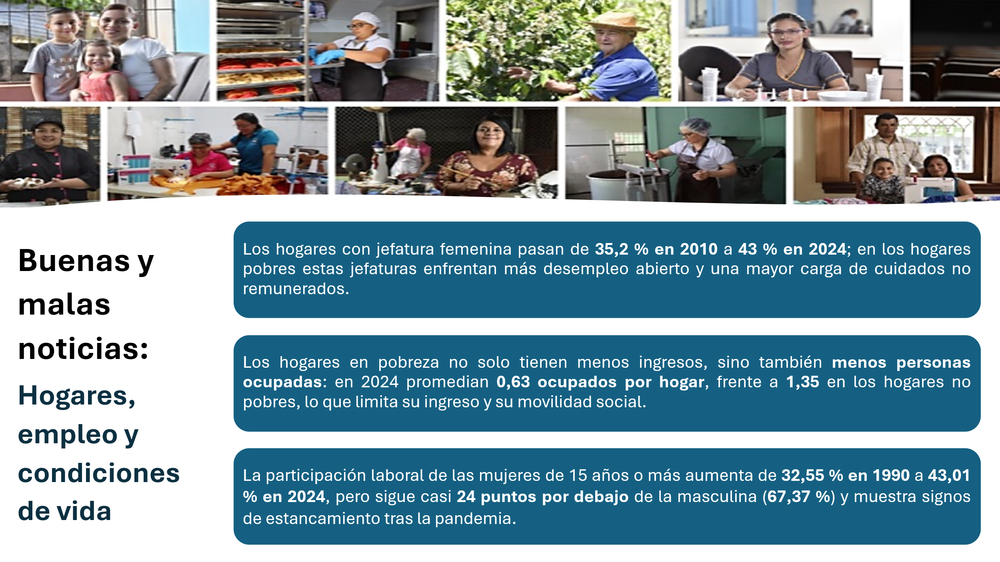 Buenas y
malas
noticias:
Hogares,
empleo y
condiciones
de vida
Los hogares con jefatura femenina pasan de 35,2 % en 2010 a 43 % en 2024; en los hogares
pobres estas jefaturas enfrentan más desempleo abierto y una mayor carga de cuidados no
remunerados.
Los hogares en pobreza no solo tienen menos ingresos, sino también menos personas
ocupadas: en 2024 promedian 0,63 ocupados por hogar, frente a 1,35 en los hogares no
pobres, lo que limita su ingreso y su movilidad social.
La participación laboral de las mujeres de 15 años o más aumenta de 32,55 % en 1990 a 43,01
% en 2024, pero sigue casi 24 puntos por debajo de la masculina (67,37 %) y muestra signos
de estancamiento tras la pandemia.